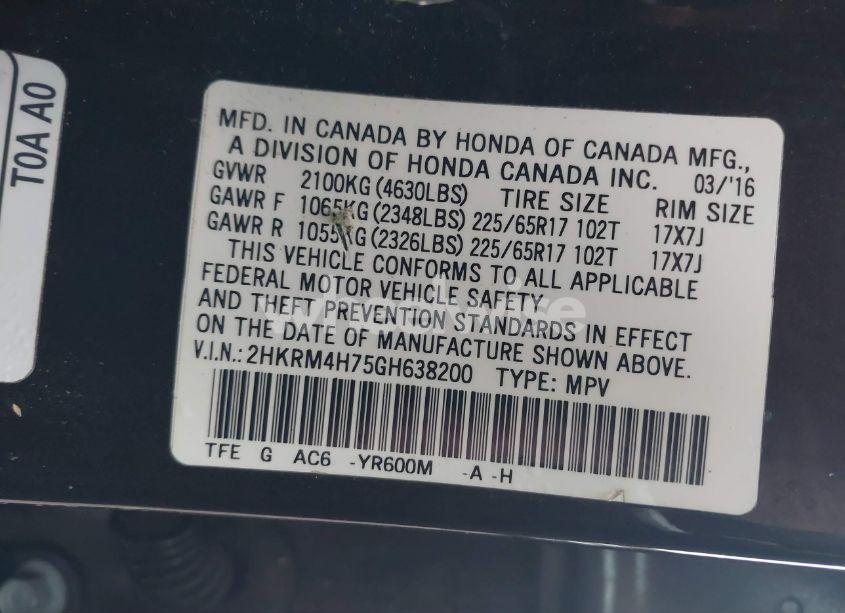 T0A A0
MFD. IN CANADA BY HONDA OF CANADA MFG.,
A DIVISION OF HONDA CANADA INC. 03/'16
GVWR 2100KG (4630LBS) TIRE SIZE RIM SIZE
GAWR F 1065KG (2348LBS) 225/65R17 102T 17X7J
GAWR R 1055KG (2326LBS) 225/65R17 102T 17X7J
THIS VEHICLE CONFORMS TO ALL APPLICABLE
FEDERAL MOTOR VEHICLE SAFETY
AND THEFT PREVENTION STANDARDS IN EFFECT
ON THE DATE OF MANUFACTURE SHOWN ABOVE.
V.I.N.: 2HKRM4H75GH638200 TYPE: MPV
TFE G AC6 -YR600M -A -H